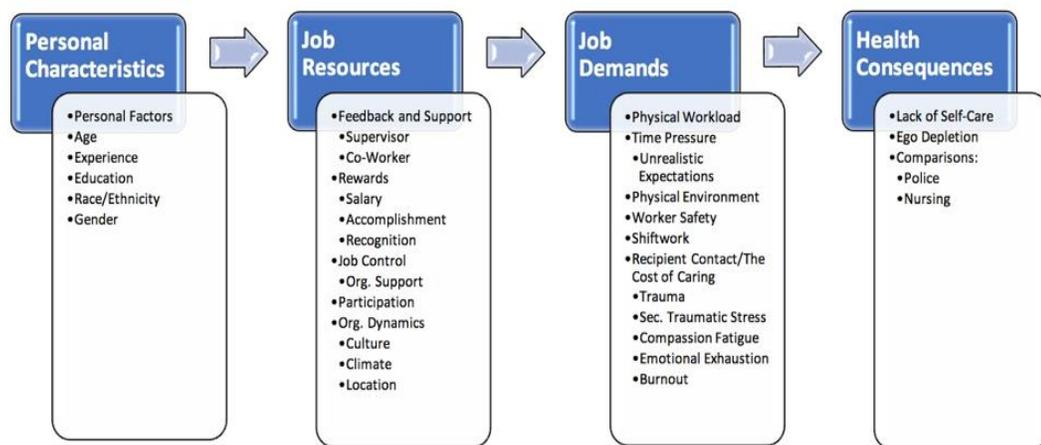 Personal
Characteristics
•Personal Factors
•Age
•Experience
•Education
•Race/Ethnicity
•Gender
Job
Resources
•Feedback and Support
•Supervisor
•Co-Worker
•Rewards
•Salary
•Accomplishment
•Recognition
•Job Control
•Org. Support
•Participation
•Org. Dynamics
•Culture
•Climate
•Location
Job
Demands
•Physical Workload
•Time Pressure
•Unrealistic
Expectations
•Physical Environment
•Worker Safety
•Shiftwork
•Recipient Contact/The
Cost of Caring
•Trauma
•Sec. Traumatic Stress
•Compassion Fatigue
•Emotional Exhaustion
•Burnout
Health
Consequences
•Lack of Self-Care
•Ego Depletion
•Comparisons:
•Police
•Nursing